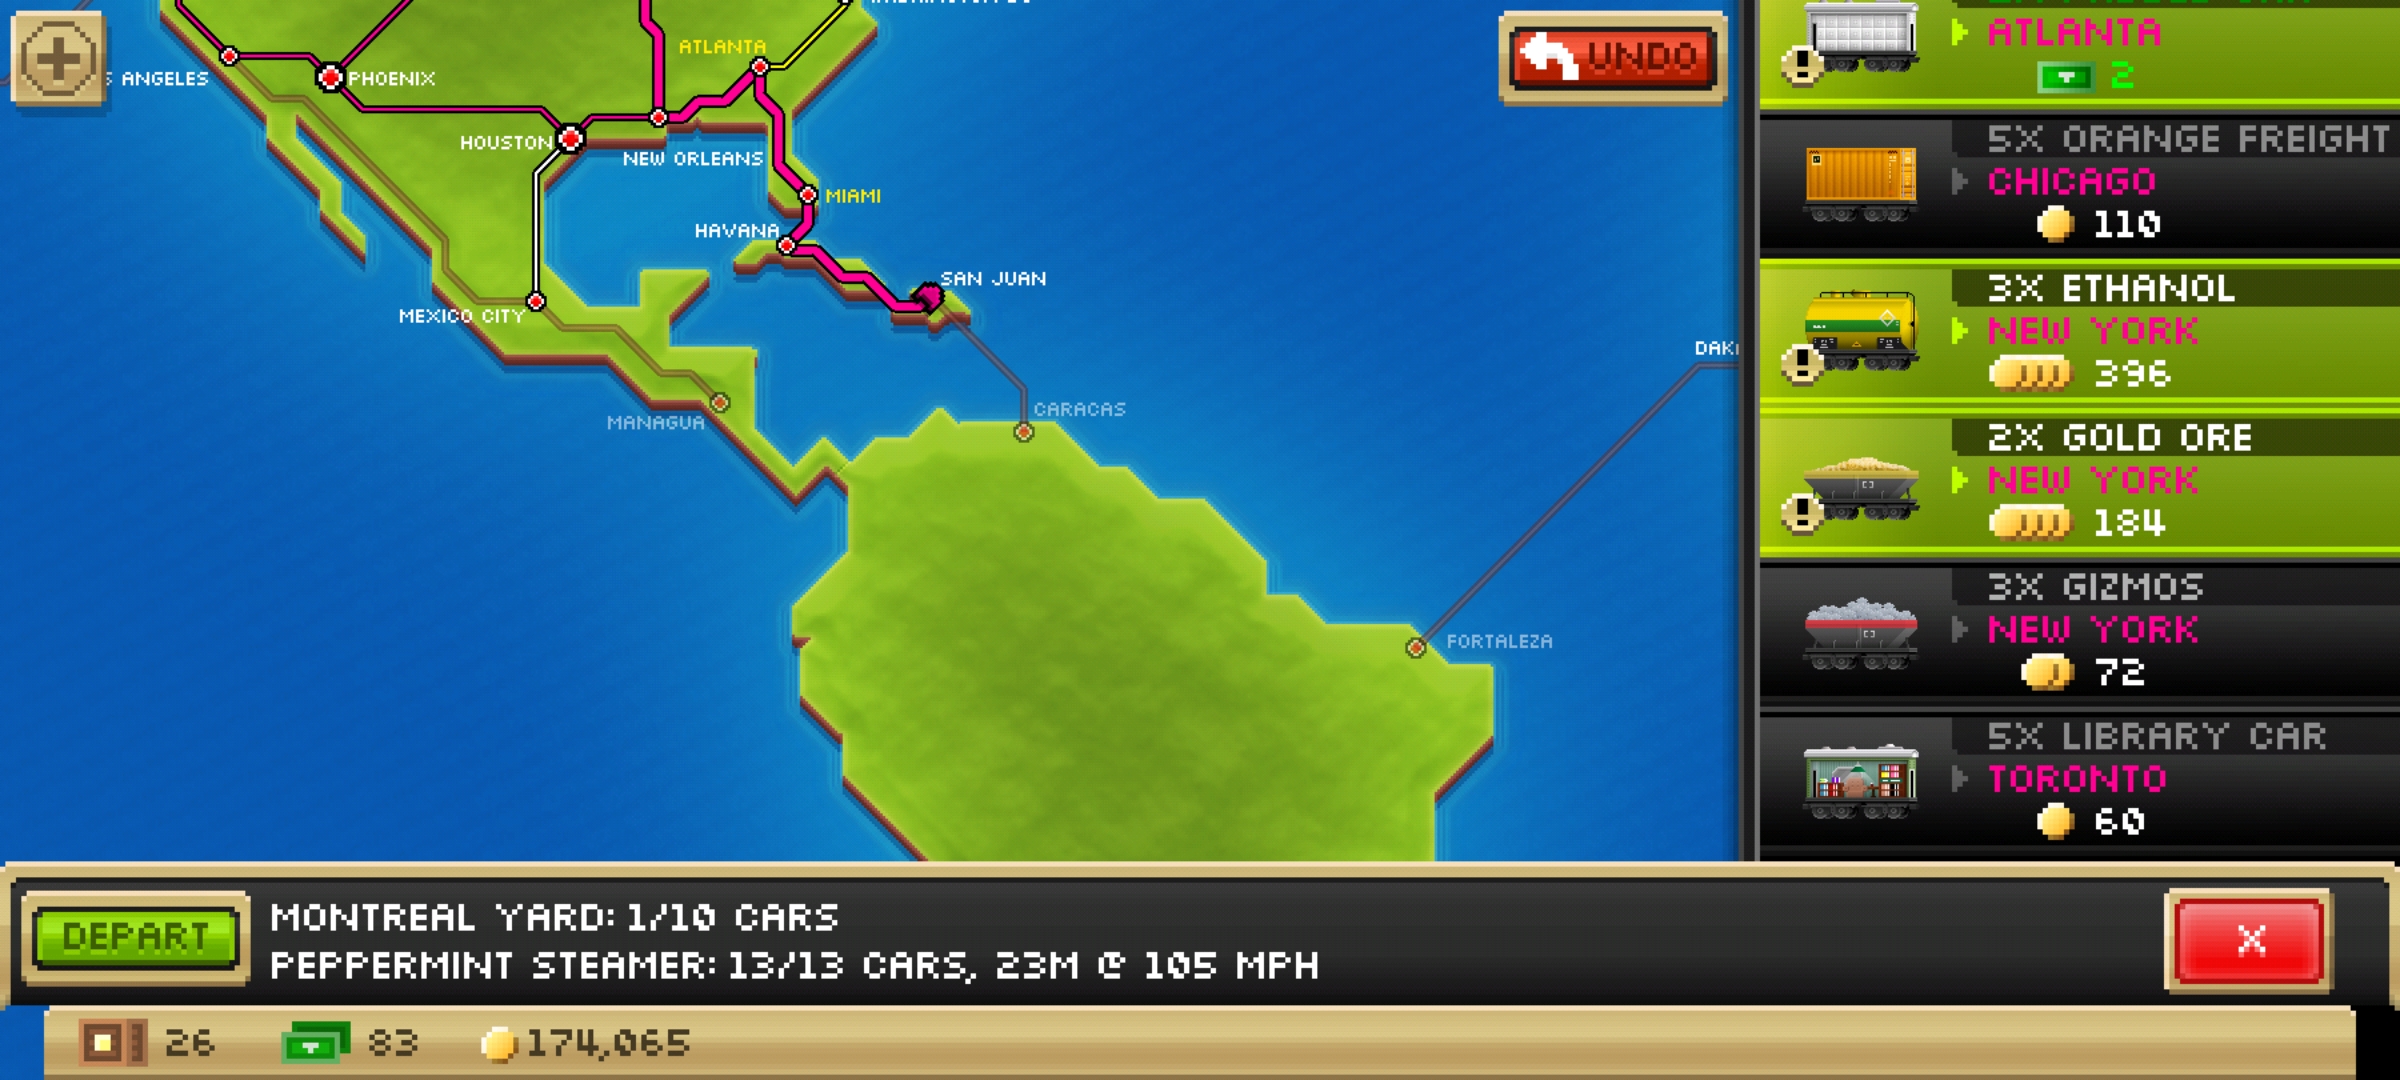 ATLANTA
ANGELES
PHOENIX
HOUSTON
NEW ORLEANS
MIAMI
HAVANA
SAN JUAN
MEXICO CITY
MANAGUA
CARACAS
FORTALEZA
UNDO
ATLANTA
2
5X ORANGE FREIGHT
CHICAGO
110
3X ETHANOL
NEW YORK
396
2X GOLD ORE
NEW YORK
184
3X GIZMOS
NEW YORK
72
5X LIBRARY CAR
TORONTO
60
DEPART
MONTREAL YARD: 1/10 CARS
PEPPERMINT STEAMER: 13/13 CARS, 23M @ 105 MPH
X
26
83
174,065